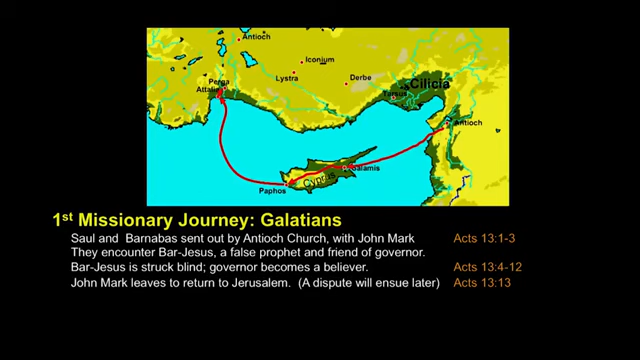 Antioch
Iconium
Lystra
Derbe
Perga
Attalia
Cilicia
Tarsus
Antioch
Salamis
Cyprus
Paphos
1st Missionary Journey: Galatians
Saul and Barnabas sent out by Antioch Church, with John Mark Acts 13:1-3
They encounter Bar-Jesus, a false prophet and friend of governor.
Bar-Jesus is struck blind; governor becomes a believer. Acts 13:4-12
John Mark leaves to return to Jerusalem. (A dispute will ensue later) Acts 13:13